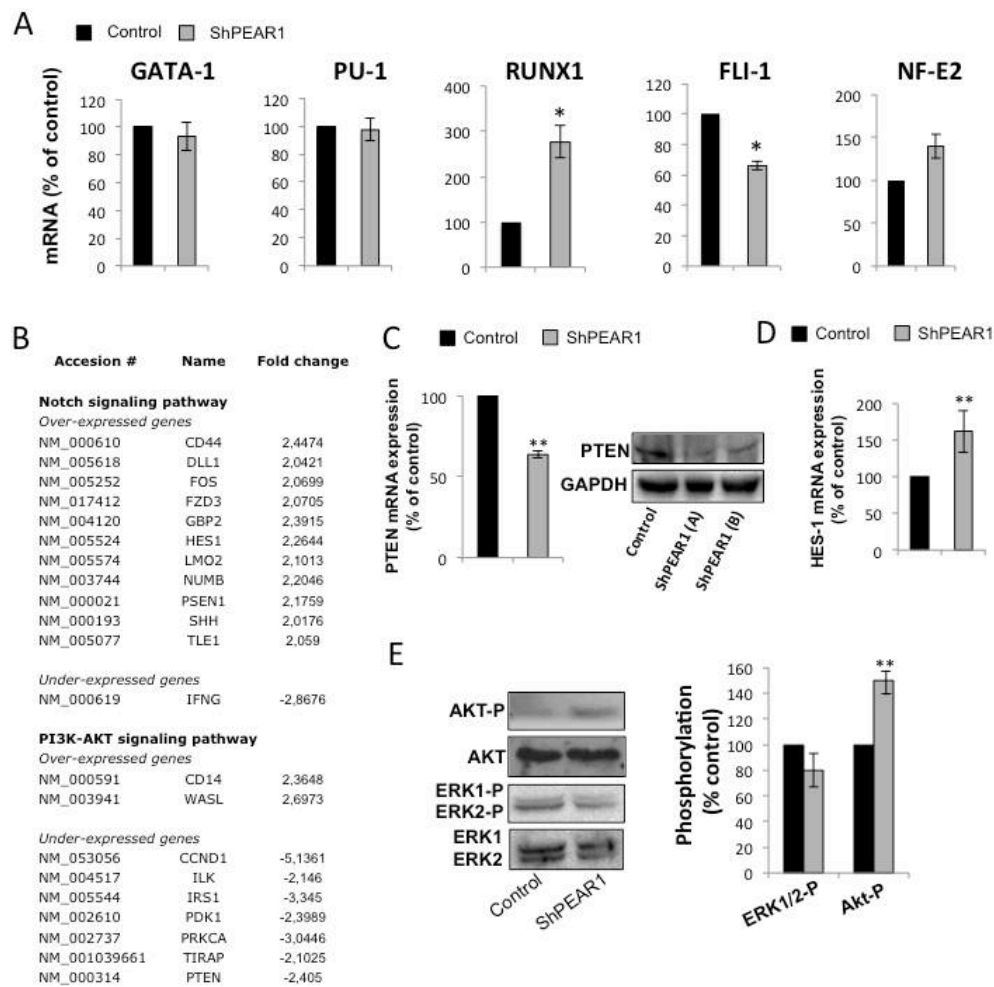 A
Control ShPEAR1
GATA-1 PU-1 RUNX1 FLI-1 NF-E2
mRNA (% of control)
120
100
80
60
40
20
0
120
100
80
60
40
20
0
400
300
200
100
0
*
120
100
80
60
40
20
0
*
200
150
100
50
0
B
Accesion # Name Fold change
Notch signaling pathway
Over-expressed genes
NM_000610 CD44 2,4474
NM_005618 DLL1 2,0421
NM_005252 FOS 2,0699
NM_017412 FZD3 2,0705
NM_004120 GBP2 2,3915
NM_005524 HES1 2,2644
NM_005574 LMO2 2,1013
NM_003744 NUMB 2,2046
NM_000021 PSEN1 2,1759
NM_000193 SHH 2,0176
NM_005077 TLE1 2,059
Under-expressed genes
NM_000619 IFNG -2,8676
PI3K-AKT signaling pathway
Over-expressed genes
NM_000591 CD14 2,3648
NM_003941 WASL 2,6973
Under-expressed genes
NM_053056 CCND1 -5,1361
NM_004517 ILK -2,146
NM_005544 IRS1 -3,345
NM_002610 PDK1 -2,3989
NM_002737 PRKCA -3,0446
NM_001039661 TIRAP -2,1025
NM_000314 PTEN -2,405
C
Control ShPEAR1
PTEN mRNA expression
(% of control)
100
50
0
**
PTEN
GAPDH
Control
ShPEAR1 (A)
ShPEAR1 (B)
D
Control ShPEAR1
HES-1 mRNA expression
(% of control)
200
150
100
50
0
**
E
AKT-P
AKT
ERK1-P
ERK2-P
ERK1
ERK2
Control
ShPEAR1
Phosphorylation
(% control)
160
140
120
100
80
60
40
20
0
**
ERK1/2-P
Akt-P